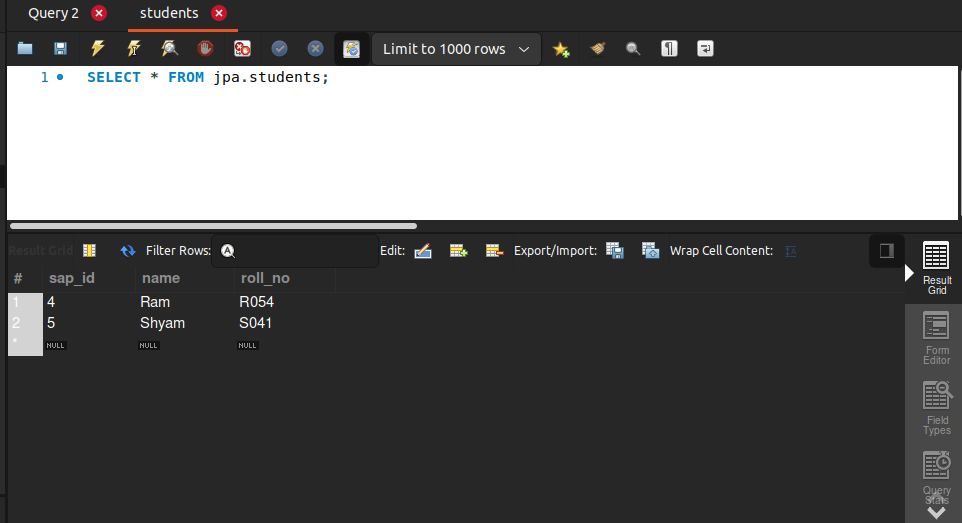 Query 2 students
Limit to 1000 rows
1 SELECT * FROM jpa.students;
Result Grid Filter Rows: Edit: Export/Import: Wrap Cell Content:
# sap_id name roll_no
1 4 Ram R054
2 5 Shyam S041
* NULL NULL NULL
Result
Grid
Form
Editor
Field
Types
Query
Stats